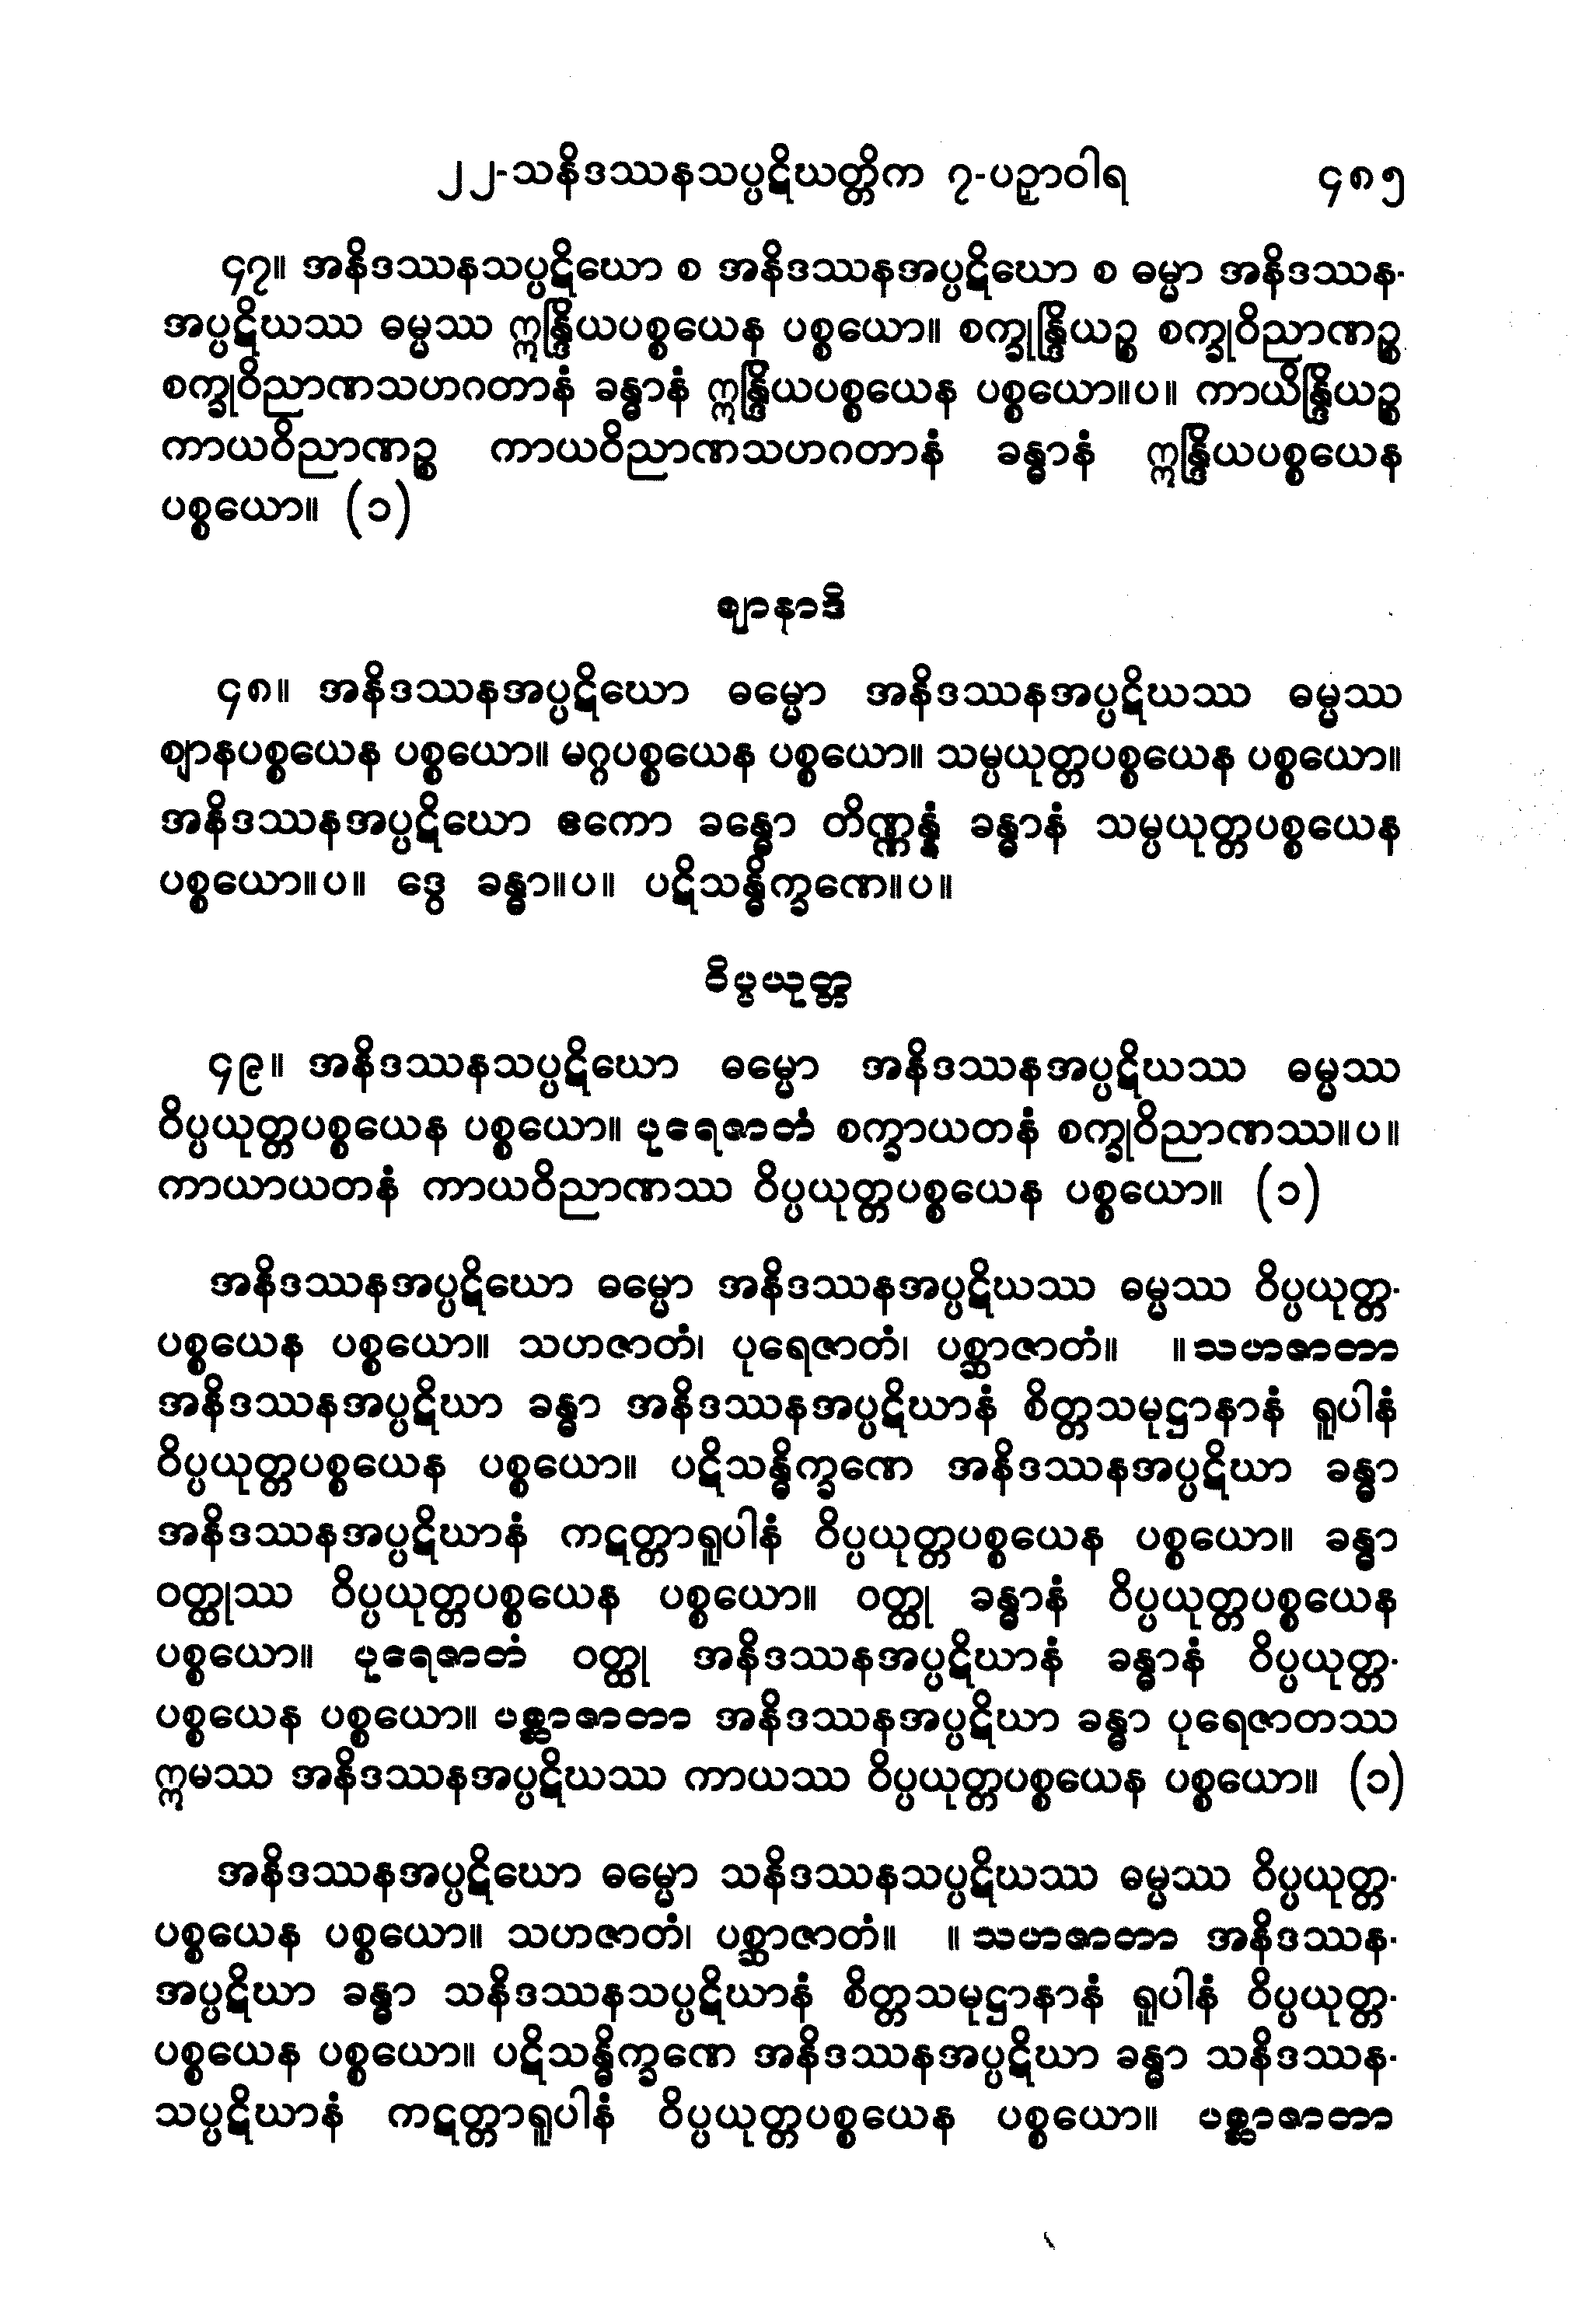 ၂၂-သနိဒဿနသပ္ပဋိဃတ္တိက ၇-ပဉှာဝါရ ၄၈၅
၄၇။ အနိဒဿနသပ္ပဋိဃော စ အနိဒဿနအပ္ပဋိဃော စ ဓမ္မာ အနိဒဿန-
အပ္ပဋိဃဿ ဓမ္မဿ ဣန္ဒြိယပစ္စယေန ပစ္စယော။ စက္ခုန္ဒြိယဉ္စ စက္ခုဝိညာဏဉ္စ
စက္ခုဝိညာဏသဟဂတာနံ ခန္ဓာနံ ဣန္ဒြိယပစ္စယေန ပစ္စယော။ပ။ ကာယိန္ဒြိယဉ္စ
ကာယဝိညာဏဉ္စ ကာယဝိညာဏသဟဂတာနံ ခန္ဓာနံ ဣန္ဒြိယပစ္စယေန
ပစ္စယော။ (၁)
ဈာနာဒိ
၄၈။ အနိဒဿနအပ္ပဋိဃော ဓမ္မော အနိဒဿနအပ္ပဋိဃဿ ဓမ္မဿ
ဈာနပစ္စယေန ပစ္စယော။ မဂ္ဂပစ္စယေန ပစ္စယော။ သမ္ပယုတ္တပစ္စယေန ပစ္စယော။
အနိဒဿနအပ္ပဋိဃော ဧကော ခန္ဓော တိဏ္ဏန္နံ ခန္ဓာနံ သမ္ပယုတ္တပစ္စယေန
ပစ္စယော။ပ။ ဒွေ ခန္ဓာ။ပ။ ပဋိသန္ဓိက္ခဏေ။ပ။
ဝိပ္ပယုတ္တ
၄၉။ အနိဒဿနသပ္ပဋိဃော ဓမ္မော အနိဒဿနအပ္ပဋိဃဿ ဓမ္မဿ
ဝိပ္ပယုတ္တပစ္စယေန ပစ္စယော။ ပုရေဇာတံ စက္ခာယတနံ စက္ခုဝိညာဏဿ။ပ။
ကာယာယတနံ ကာယဝိညာဏဿ ဝိပ္ပယုတ္တပစ္စယေန ပစ္စယော။ (၁)
အနိဒဿနအပ္ပဋိဃော ဓမ္မော အနိဒဿနအပ္ပဋိဃဿ ဓမ္မဿ ဝိပ္ပယုတ္တ-
ပစ္စယေန ပစ္စယော။ သဟဇာတံ၊ ပုရေဇာတံ၊ ပစ္ဆာဇာတံ။ ။ သဟဇာတာ
အနိဒဿနအပ္ပဋိဃာ ခန္ဓာ အနိဒဿနအပ္ပဋိဃာနံ စိတ္တသမုဋ္ဌာနာနံ ရူပါနံ
ဝိပ္ပယုတ္တပစ္စယေန ပစ္စယော။ ပဋိသန္ဓိက္ခဏေ အနိဒဿနအပ္ပဋိဃာ ခန္ဓာ
အနိဒဿနအပ္ပဋိဃာနံ ကဋတ္တာရူပါနံ ဝိပ္ပယုတ္တပစ္စယေန ပစ္စယော။ ခန္ဓာ
ဝတ္ထုဿ ဝိပ္ပယုတ္တပစ္စယေန ပစ္စယော။ ဝတ္ထု ခန္ဓာနံ ဝိပ္ပယုတ္တပစ္စယေန
ပစ္စယော။ ပုရေဇာတံ ဝတ္ထု အနိဒဿနအပ္ပဋိဃာနံ ခန္ဓာနံ ဝိပ္ပယုတ္တ-
ပစ္စယေန ပစ္စယော။ ပစ္ဆာဇာတာ အနိဒဿနအပ္ပဋိဃာ ခန္ဓာ ပုရေဇာတဿ
ဣမဿ အနိဒဿနအပ္ပဋိဃဿ ကာယဿ ဝိပ္ပယုတ္တပစ္စယေန ပစ္စယော။ (၁)
အနိဒဿနအပ္ပဋိဃော ဓမ္မော သနိဒဿနသပ္ပဋိဃဿ ဓမ္မဿ ဝိပ္ပယုတ္တ-
ပစ္စယေန ပစ္စယော။ သဟဇာတံ၊ ပစ္ဆာဇာတံ။ ။ သဟဇာတာ အနိဒဿန-
အပ္ပဋိဃာ ခန္ဓာ သနိဒဿနသပ္ပဋိဃာနံ စိတ္တသမုဋ္ဌာနာနံ ရူပါနံ ဝိပ္ပယုတ္တ-
ပစ္စယေန ပစ္စယော။ ပဋိသန္ဓိက္ခဏေ အနိဒဿနအပ္ပဋိဃာ ခန္ဓာ သနိဒဿန-
သပ္ပဋိဃာနံ ကဋတ္တာရူပါနံ ဝိပ္ပယုတ္တပစ္စယေန ပစ္စယော။ ပစ္ဆာဇာတာ